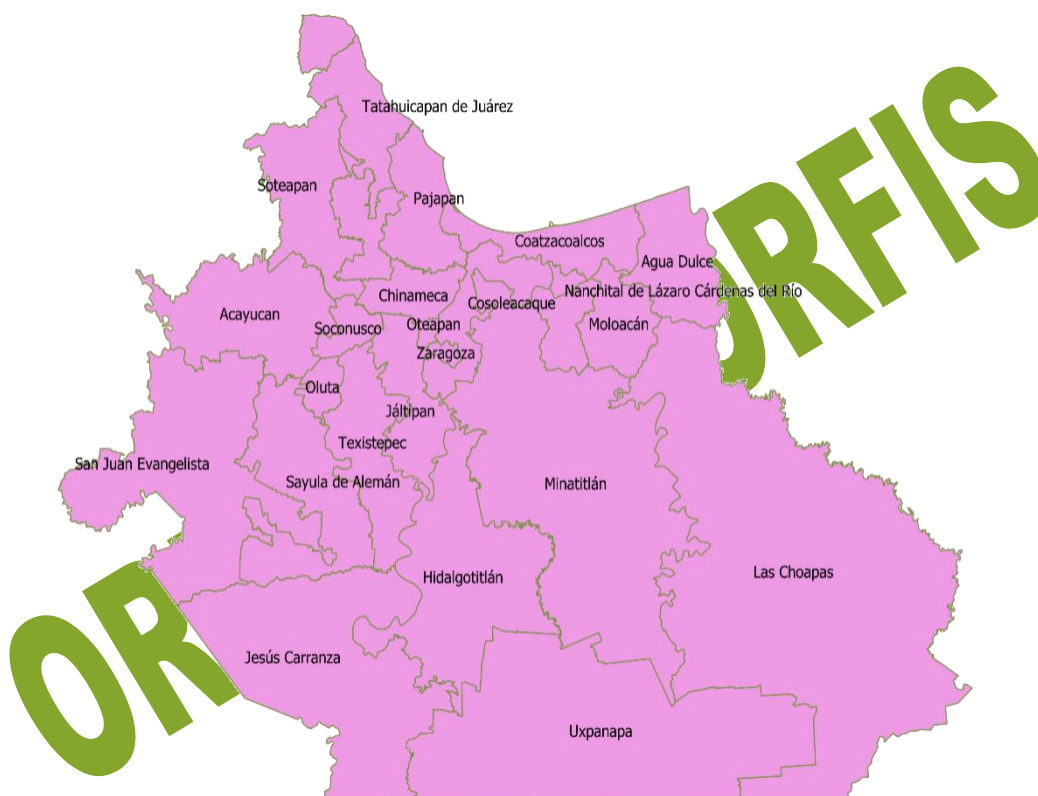 Tatahuicapan de Juárez
Soteapan
Pajapan
Coatzacoalcos
Agua Dulce
Chinameca
Cosoleacaque
Nanchital de Lázaro Cárdenas del Río
Acayucan
Soconusco
Oteapan
Moloacán
Zaragoza
Oluta
Jáltipan
Texistepec
San Juan Evangelista
Sayula de Alemán
Minatitlán
Hidalgotitlán
Las Choapas
Jesús Carranza
Uxpanapa
OR
ORFIS